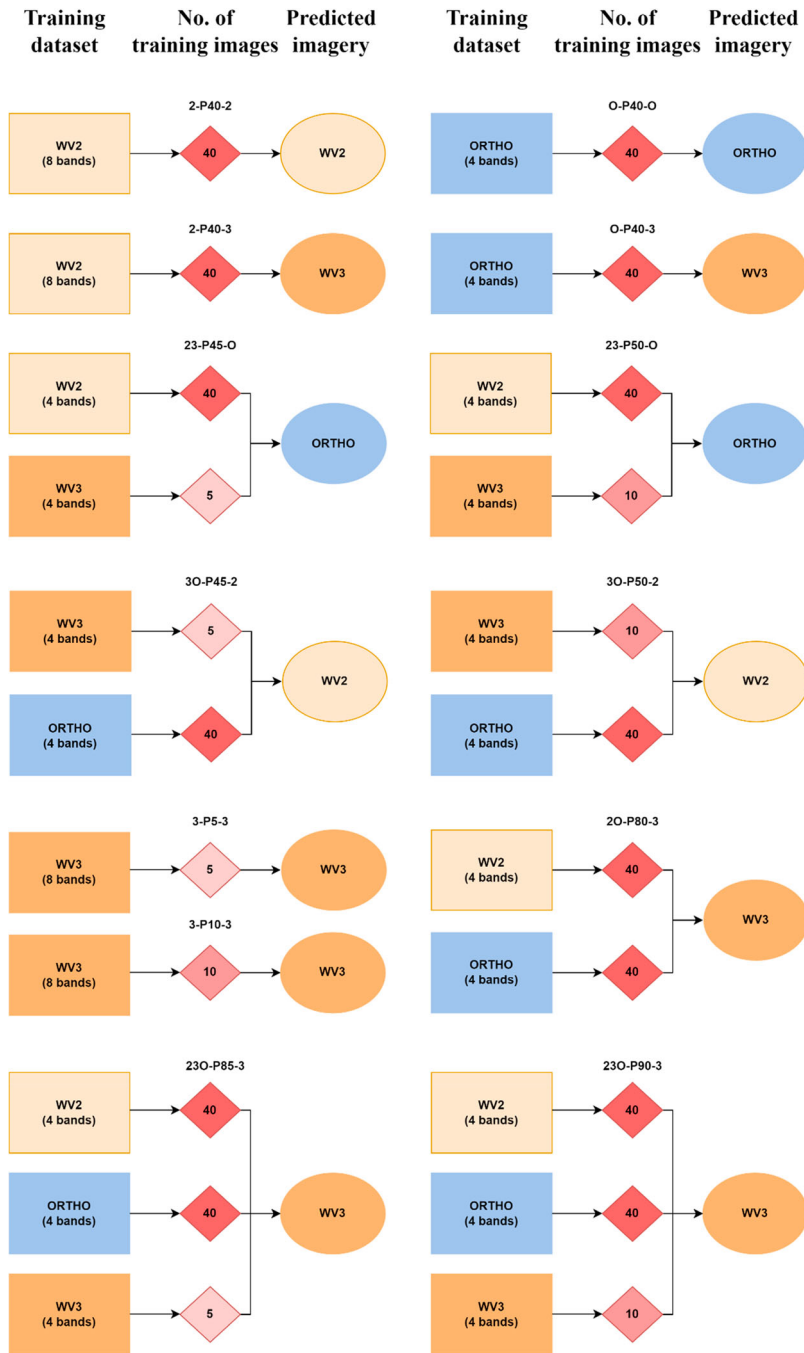 Training
dataset
No. of
training images
Predicted
imagery
Training
dataset
No. of
training images
Predicted
imagery
2-P40-2
WV2
(8 bands)
40
WV2
O-P40-O
ORTHO
(4 bands)
40
ORTHO
2-P40-3
WV2
(8 bands)
40
WV3
O-P40-3
ORTHO
(4 bands)
40
WV3
23-P45-O
WV2
(4 bands)
40
WV3
(4 bands)
5
ORTHO
23-P50-O
WV2
(4 bands)
40
WV3
(4 bands)
10
ORTHO
3O-P45-2
WV3
(4 bands)
5
ORTHO
(4 bands)
40
WV2
3O-P50-2
WV3
(4 bands)
10
ORTHO
(4 bands)
40
WV2
3-P5-3
WV3
(8 bands)
5
WV3
3-P10-3
WV3
(8 bands)
10
WV3
2O-P80-3
WV2
(4 bands)
40
ORTHO
(4 bands)
40
WV3
23O-P85-3
WV2
(4 bands)
40
ORTHO
(4 bands)
40
WV3
(4 bands)
5
WV3
23O-P90-3
WV2
(4 bands)
40
ORTHO
(4 bands)
40
WV3
(4 bands)
10
WV3